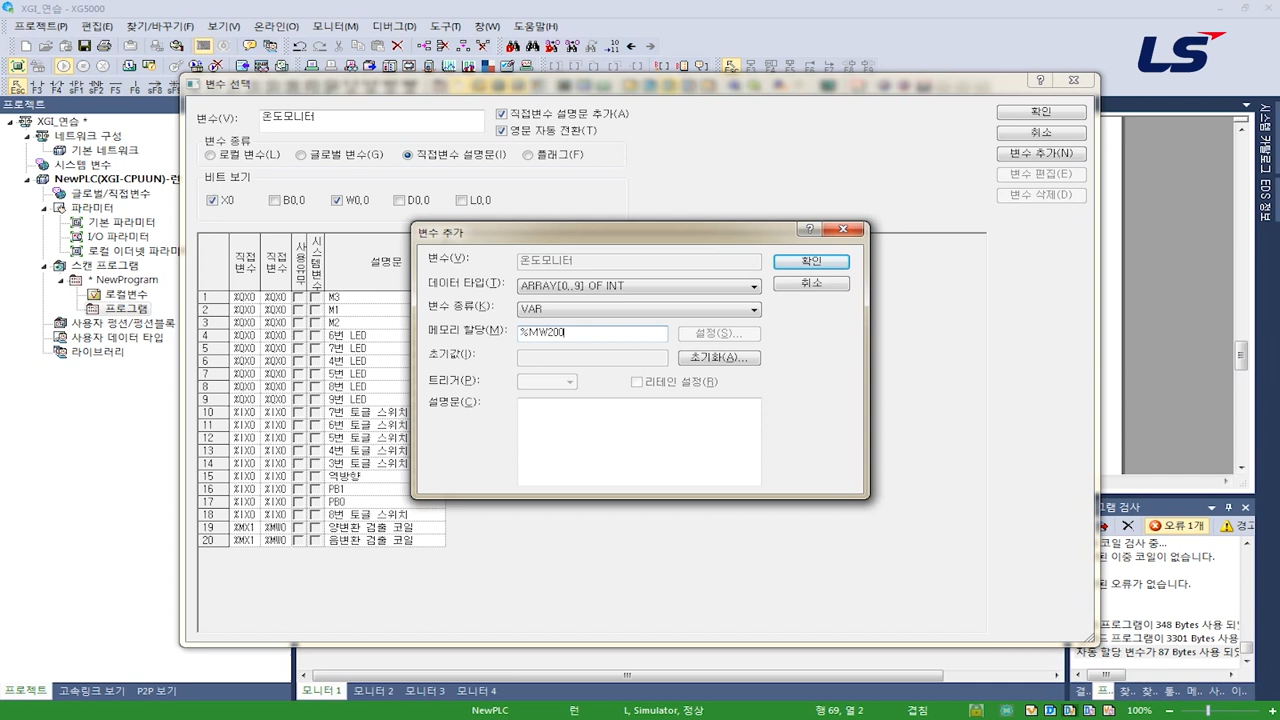 XGI_연습 - XG5000
프로젝트(P) 편집(E) 찾기/바꾸기(F) 보기(V) 온라인(O) 모니터(M) 디버그(D) 도구(T) 창(W) 도움말(H)
LS
프로젝트
XGI_연습 *
네트워크 구성
기본 네트워크
시스템 변수
NewPLC(XGI-CPUUN)-런
글로벌/직접변수
파라미터
기본 파라미터
I/O 파라미터
로컬 이더넷 파라미
스캔 프로그램
* NewProgram
로컬변수
프로그램
사용자 펑션/펑션블록
사용자 데이터 타입
라이브러리
변수 선택
변수(V): 온도모니터
직접변수 설명문 추가(A)
영문 자동 전환(T)
변수 종류
로컬 변수(L) 글로벌 변수(G) 직접변수 설명문(I) 플래그(F)
비트 보기
X0 B0,0 W0,0 D0,0 L0,0
확인
취소
변수 추가(N)
변수 편집(E)
변수 삭제(D)
직접변수 직접변수 사용유무 시스템변수 설명문
1 %QX0 %QX0 M3
2 %QX0 %QX0 M1
3 %QX0 %QX0 M2
4 %QX0 %QX0 6번 LED
5 %QX0 %QX0 7번 LED
6 %QX0 %QX0 4번 LED
7 %QX0 %QX0 5번 LED
8 %QX0 %QX0 8번 LED
9 %QX0 %QX0 9번 LED
10 %IX0 %IX0 7번 토글 스위치
11 %IX0 %IX0 6번 토글 스위치
12 %IX0 %IX0 5번 토글 스위치
13 %IX0 %IX0 4번 토글 스위치
14 %IX0 %IX0 3번 토글 스위치
15 %IX0 %IX0 역방향
16 %IX0 %IX0 PB1
17 %IX0 %IX0 PB0
18 %IX0 %IX0 8번 토글 스위치
19 %MX1 %MW0 양변환 검출 코일
20 %MX1 %MW0 음변환 검출 코일
변수 추가
변수(V): 온도모니터
데이터 타입(T): ARRAY[0..9] OF INT
변수 종류(K): VAR
메모리 할당(M): %MW200 설정(S)...
초기값(I): 초기화(A)...
트리거(P): 리테인 설정(R)
설명문(C):
확인
취소
시스템 카탈로그
EDS 정보
그램 검사
오류 1개 경고
코일 검사 중...
된 이중 코일이 없습니다.
된 오류가 없습니다.
프로그램이 348 Bytes 사용 되
드 프로그램이 3301 Bytes 사용
자동 할당 변수가 87 Bytes 사용
프로젝트 고속링크 보기 P2P 보기
모니터 1 모니터 2 모니터 3 모니터 4
결.. 프.. 찾.. 찾.. 통.. 메.. 사.. 이..
NewPLC 런 L, Simulator, 정상 행 69, 열 2 겹침 100%